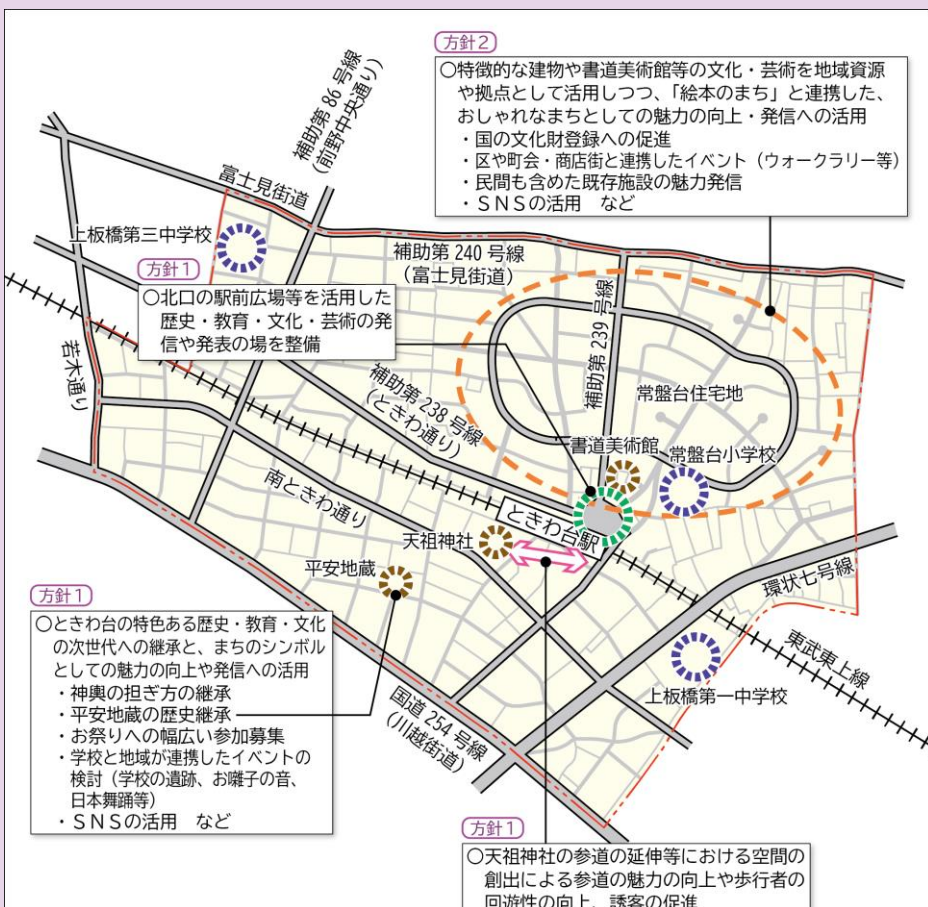 方針2
○特徴的な建物や書道美術館等の文化・芸術を地域資源
や拠点として活用しつつ、「絵本のまち」と連携した、
おしゃれなまちとしての魅力の向上・発信への活用
・国の文化財登録への促進
・区や町会・商店街と連携したイベント（ウォークラリー等）
・民間も含めた既存施設の魅力発信
・ＳＮＳの活用　など
補助第86号線
（前野中央通り）
富士見街道
上板橋第三中学校
補助第240号線
（富士見街道）
方針1
○北口の駅前広場等を活用した
歴史・教育・文化・芸術の発
信や発表の場を整備
補助第239号線
若木通り
補助第238号線
（ときわ通り）
常盤台住宅地
書道美術館
常盤台小学校
南ときわ通り
ときわ台駅
天祖神社
平安地蔵
環状七号線
東武東上線
上板橋第一中学校
国道254号線
（川越街道）
方針1
○ときわ台の特色ある歴史・教育・文化
の次世代への継承と、まちのシンボル
としての魅力の向上や発信への活用
・神輿の担ぎ方の継承
・平安地蔵の歴史継承
・お祭りへの幅広い参加募集
・学校と地域が連携したイベントの
検討（学校の遺跡、お囃子の音、
日本舞踊等）
・ＳＮＳの活用　など
方針1
○天祖神社の参道の延伸等における空間の
創出による参道の魅力の向上や歩行者の
回遊性の向上、誘客の促進